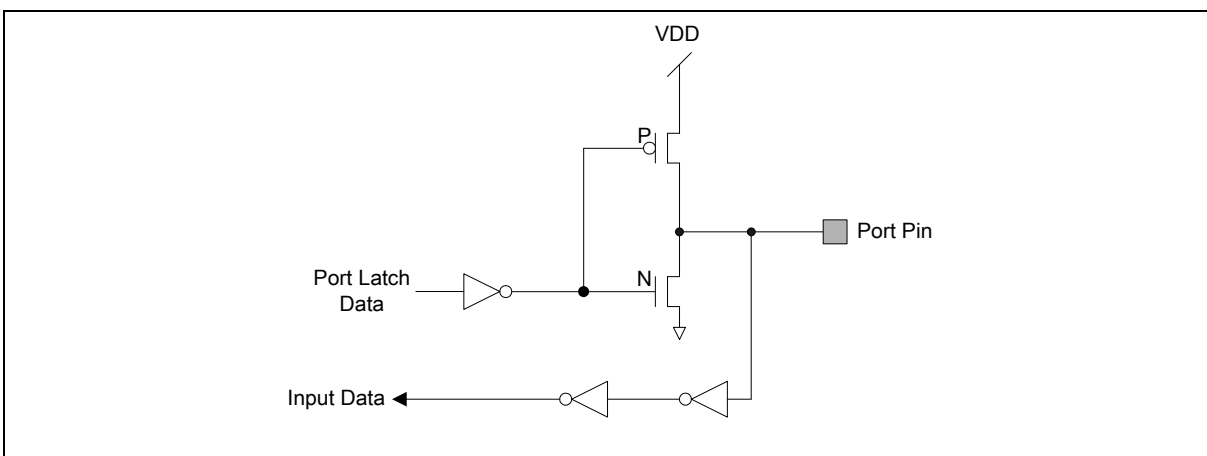 VDD
P
Port Pin
N
Port Latch
Data
Input Data